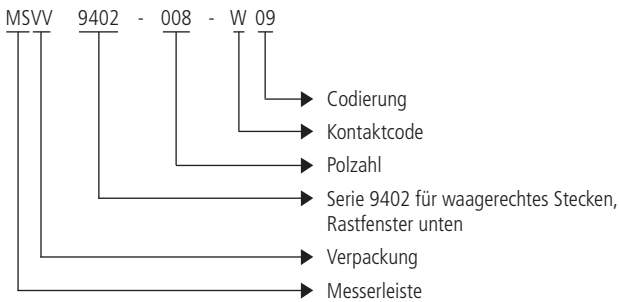 MSVV 9402 - 008 - W 09
Codierung
Kontaktcode
Polzahl
Serie 9402 für waagerechtes Stecken,
Rastfenster unten
Verpackung
Messerleiste